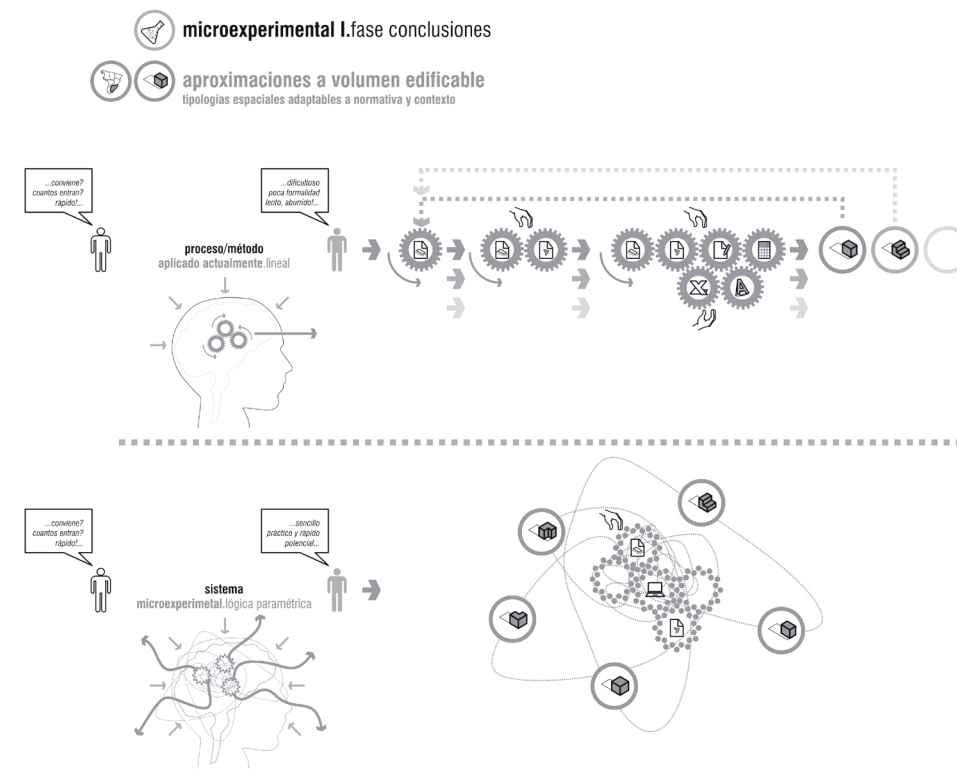 microexperimental I.fase conclusiones
aproximaciones a volumen edificable
tipologías espaciales adaptables a normativa y contexto
...conviene?
cuantos entran?
rápido!...
...dificultoso
poca formalidad
lento, aburrido!...
proceso/método
aplicado actualmente.lineal
...conviene?
cuantos entran?
rápido!...
...sencillo
práctico y rápido
potencial...
sistema
microexperimetal.lógica paramétrica